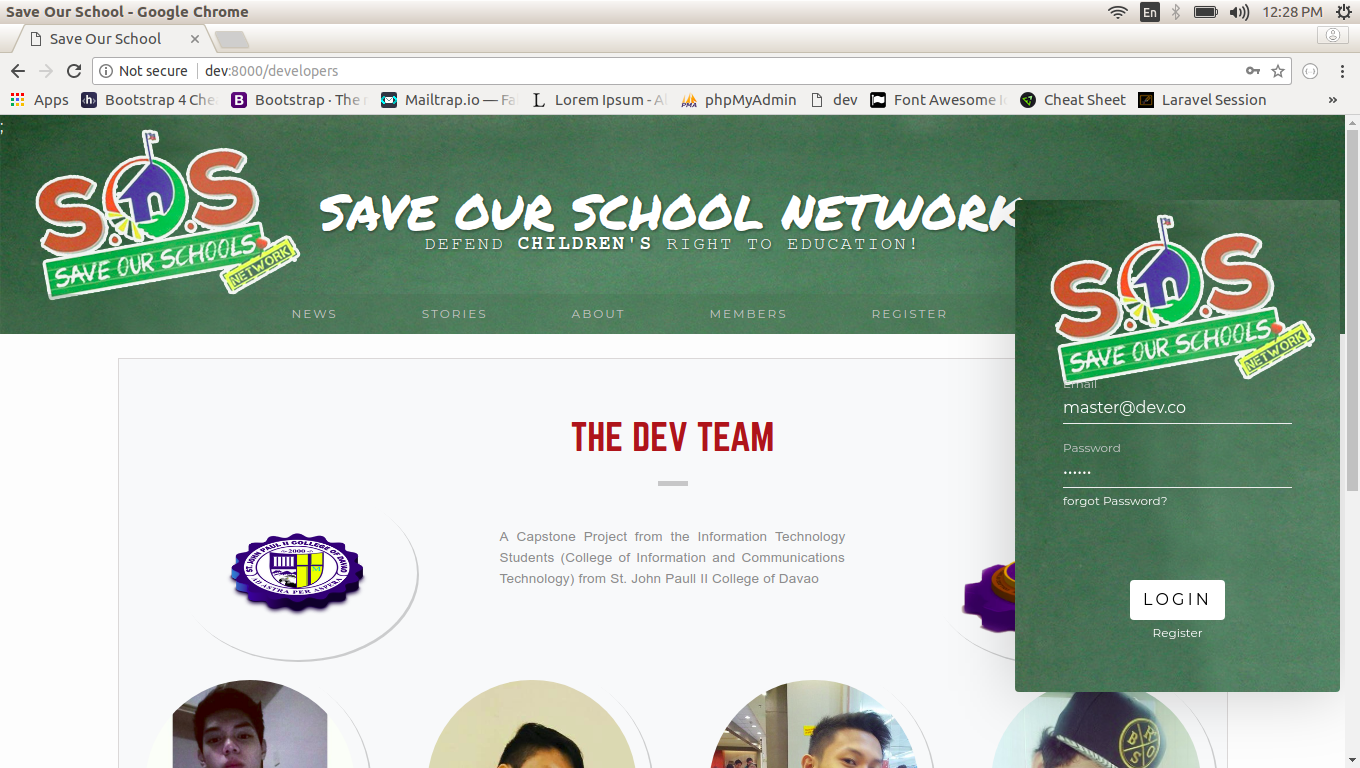 Save Our School - Google Chrome
En
12:28 PM
Save Our School
Not secure
dev:8000/developers
Apps
Bootstrap 4 Che
Bootstrap · The m
Mailtrap.io — Fa
Lorem Ipsum - Al
phpMyAdmin
dev
Font Awesome Ic
Cheat Sheet
Laravel Session
»
;
S.O.S
SAVE OUR SCHOOLS
NETWORK
SAVE OUR SCHOOL NETWORK
DEFEND CHILDREN'S RIGHT TO EDUCATION!
NEWS
STORIES
ABOUT
MEMBERS
REGISTER
S.O.S
SAVE OUR SCHOOLS
NETWORK
Email
master@dev.co
Password
forgot Password?
LOGIN
Register
THE DEV TEAM
ST. JOHN PAUL II COLLEGE OF DAVAO
2000
AD ASTRA PER ASPERA
A Capstone Project from the Information Technology
Students (College of Information and Communications
Technology) from St. John Paull II College of Davao
BROS